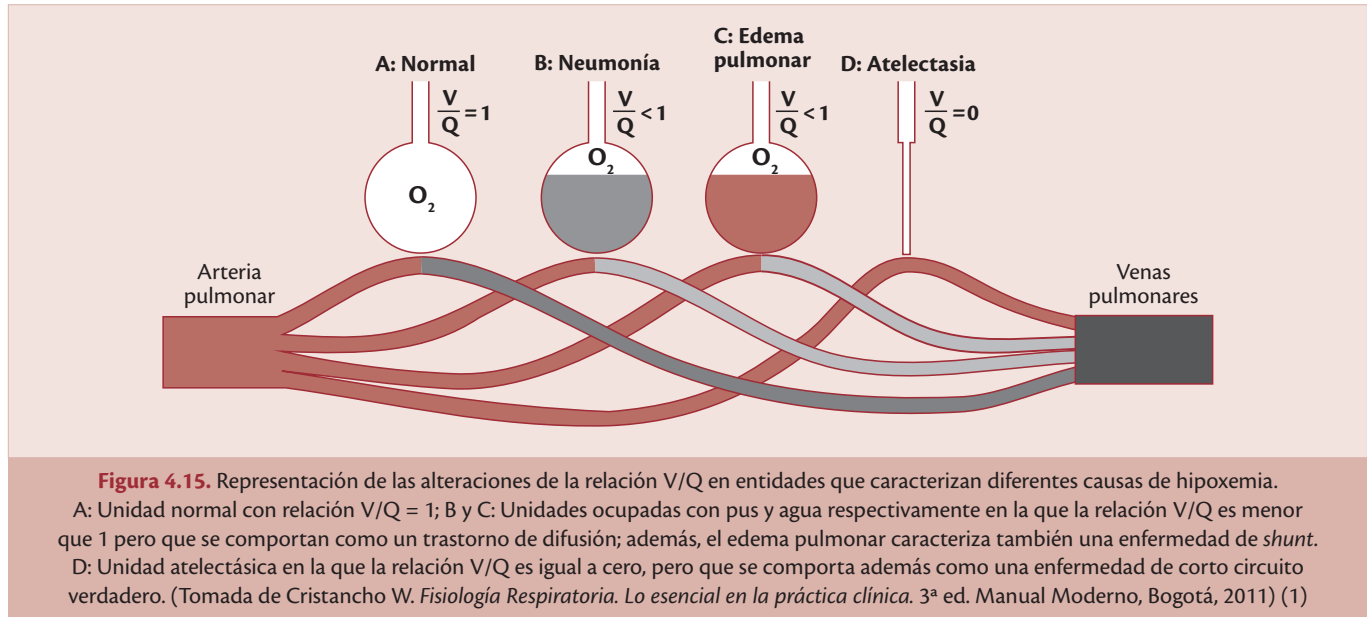 C: Edema
pulmonar
A: Normal
B: Neumonía
D: Atelectasia
V/Q = 1
V/Q < 1
V/Q < 1
V/Q = 0
O₂
O₂
O₂
Arteria
pulmonar
Venas
pulmonares
Figura 4.15. Representación de las alteraciones de la relación V/Q en entidades que caracterizan diferentes causas de hipoxemia.
A: Unidad normal con relación V/Q = 1; B y C: Unidades ocupadas con pus y agua respectivamente en la que la relación V/Q es menor
que 1 pero que se comportan como un trastorno de difusión; además, el edema pulmonar caracteriza también una enfermedad de shunt.
D: Unidad atelectásica en la que la relación V/Q es igual a cero, pero que se comporta además como una enfermedad de corto circuito
verdadero. (Tomada de Cristancho W. Fisiología Respiratoria. Lo esencial en la práctica clínica. 3ª ed. Manual Moderno, Bogotá, 2011) (1)